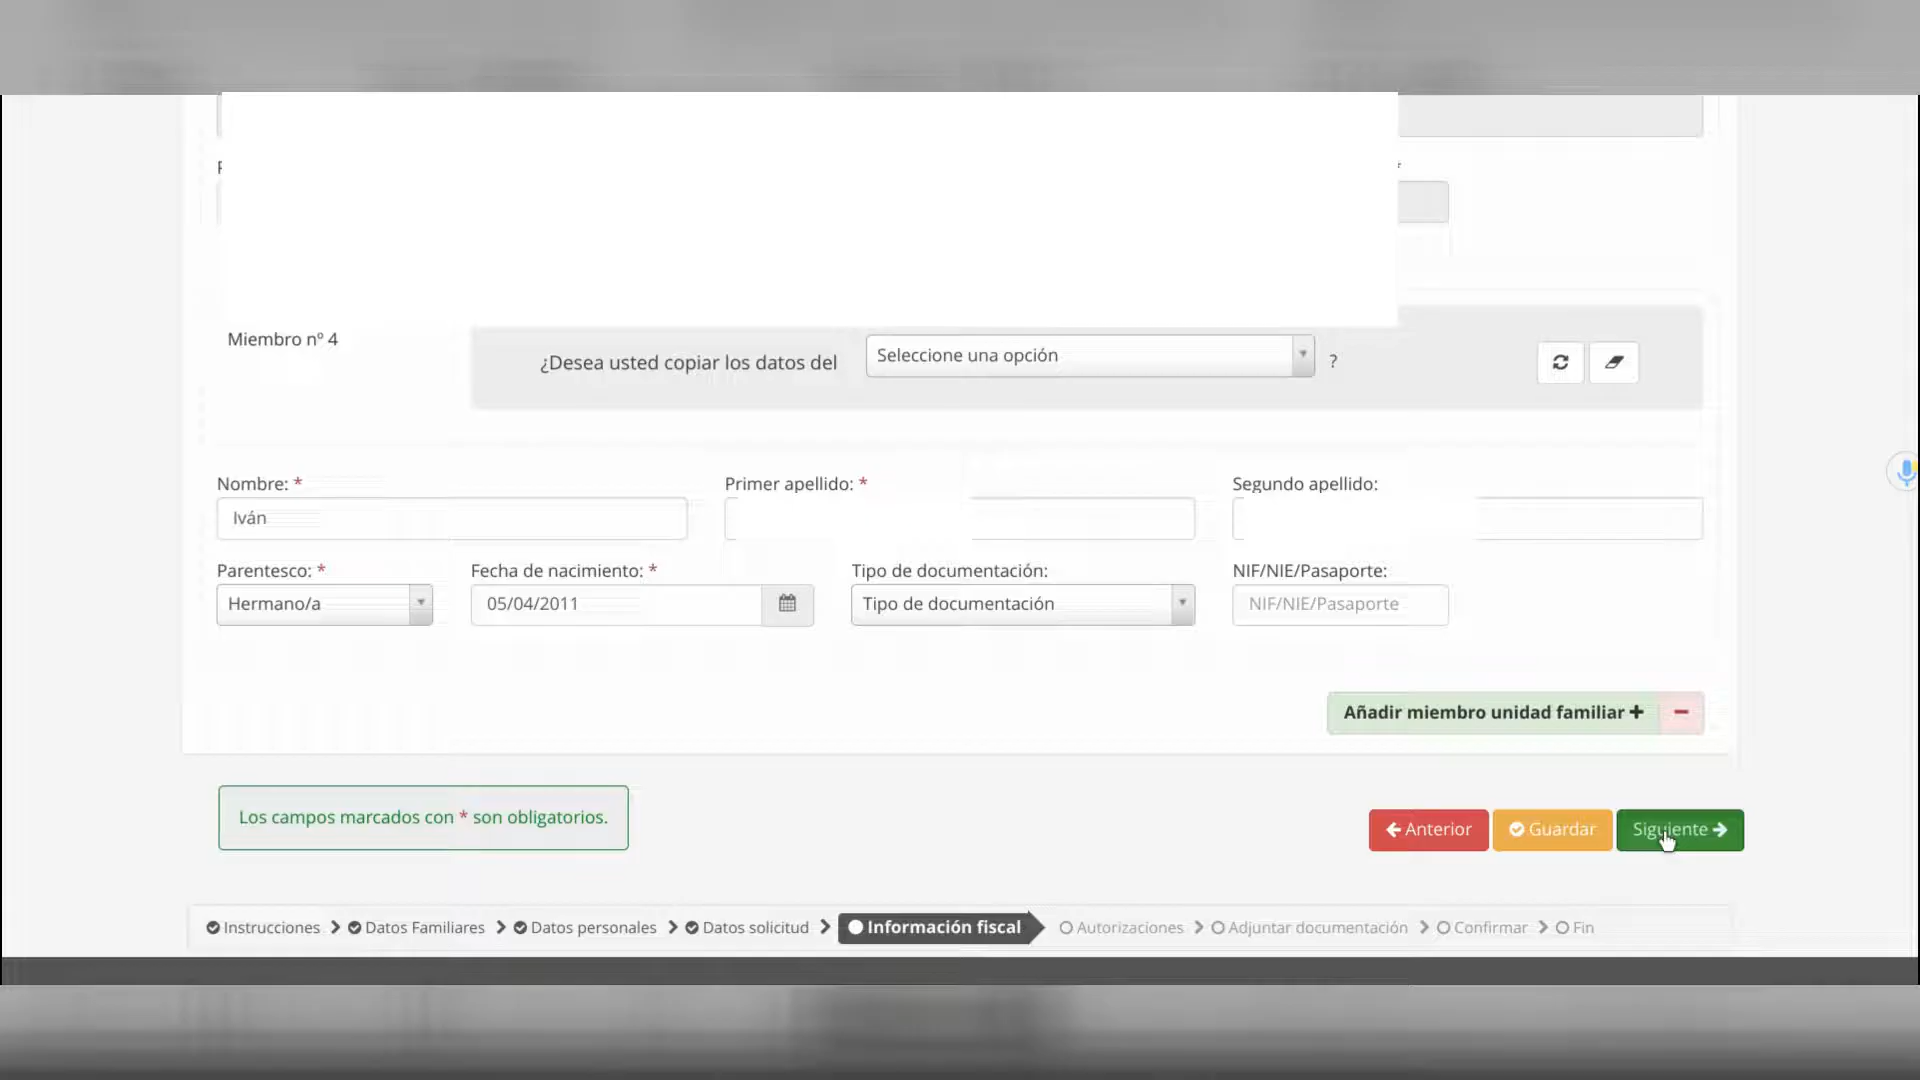 Miembro nº 4
¿Desea usted copiar los datos del Seleccione una opción ?
Nombre: * Primer apellido: * Segundo apellido:
Iván
Parentesco: * Fecha de nacimiento: * Tipo de documentación: NIF/NIE/Pasaporte:
Hermano/a 05/04/2011 Tipo de documentación NIF/NIE/Pasaporte
Añadir miembro unidad familiar
Los campos marcados con * son obligatorios.
Anterior Guardar Siguiente
Instrucciones Datos Familiares Datos personales Datos solicitud Información fiscal Autorizaciones Adjuntar documentación Confirmar Fin